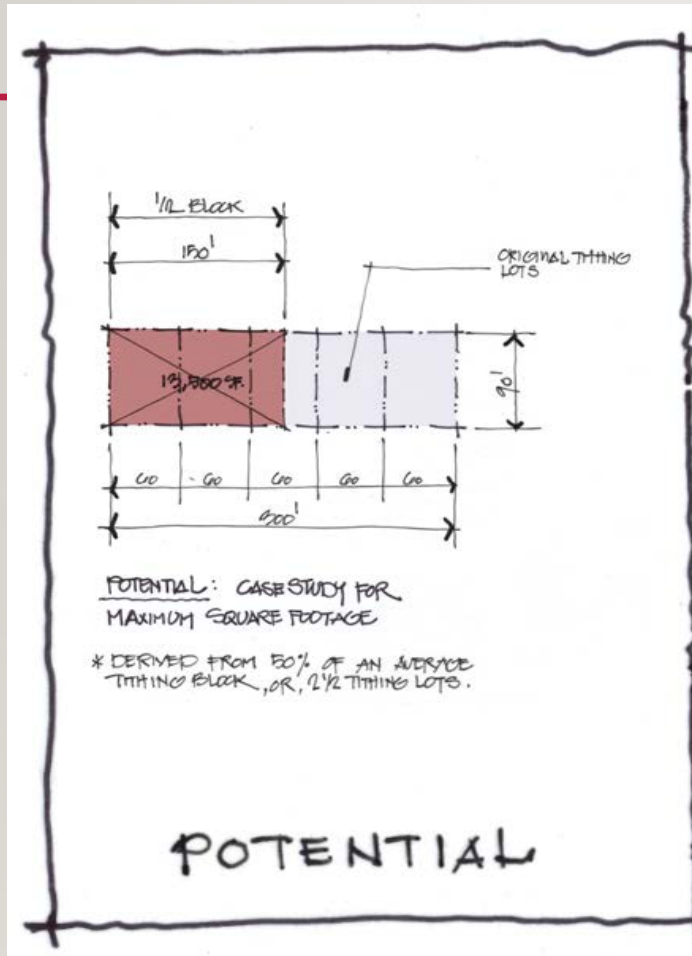 1/2 BLOCK
150'
ORIGINAL TITHING
LOTS
13,500 SF.
90'
60 60 60 60 60
300'
POTENTIAL: CASE STUDY FOR
MAXIMUM SQUARE FOOTAGE
* DERIVED FROM 50% OF AN AVERAGE
TITHING BLOCK, OR, 2 1/2 TITHING LOTS.
POTENTIAL